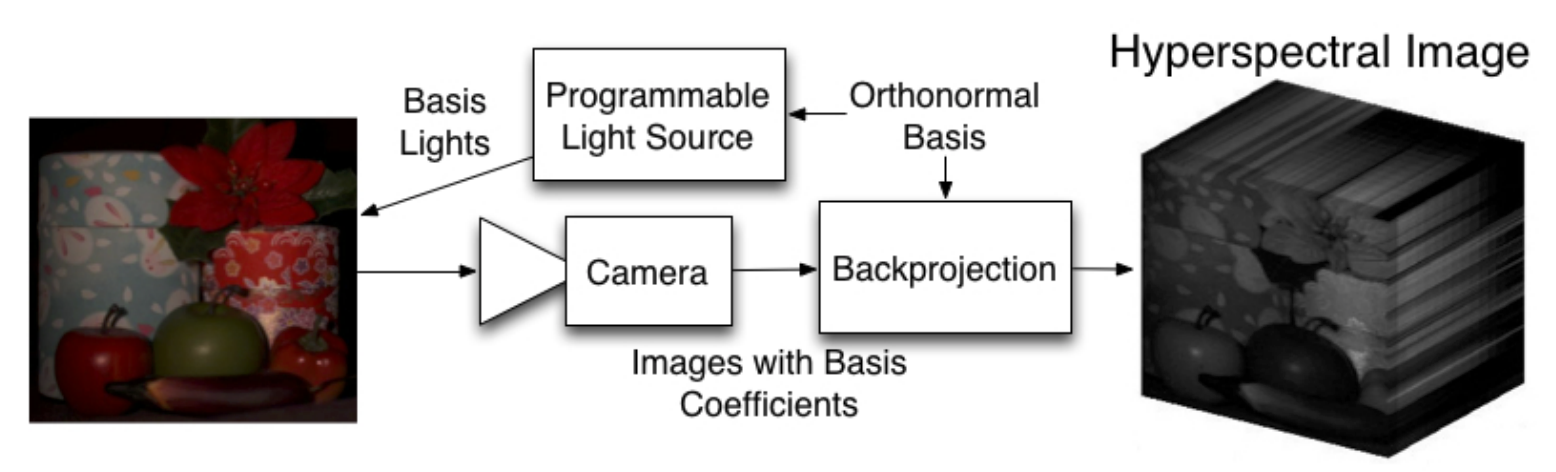 Hyperspectral Image
Basis
Lights
Programmable
Light Source
Orthonormal
Basis
Camera
Backprojection
Images with Basis
Coefficients